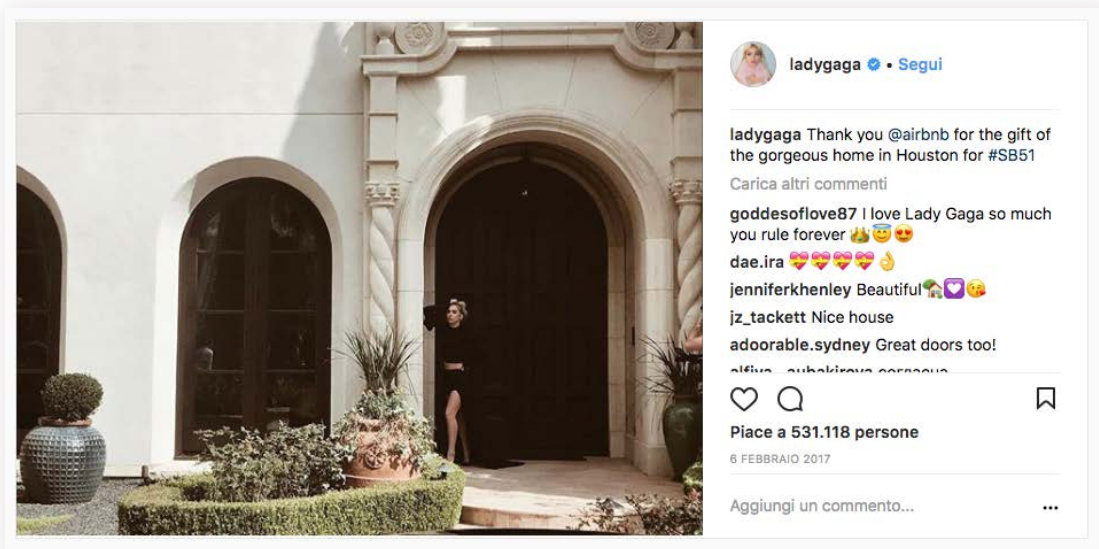 ladygaga • Segui
ladygaga Thank you @airbnb for the gift of
the gorgeous home in Houston for #SB51
Carica altri commenti
goddesoflove87 I love Lady Gaga so much
you rule forever 👑😇😍
dae.ira 💝💝💝💝👌
jenniferkhenley Beautiful🏡💟😘
jz_tackett Nice house
adoorable.sydney Great doors too!
Piace a 531.118 persone
6 FEBBRAIO 2017
Aggiungi un commento...